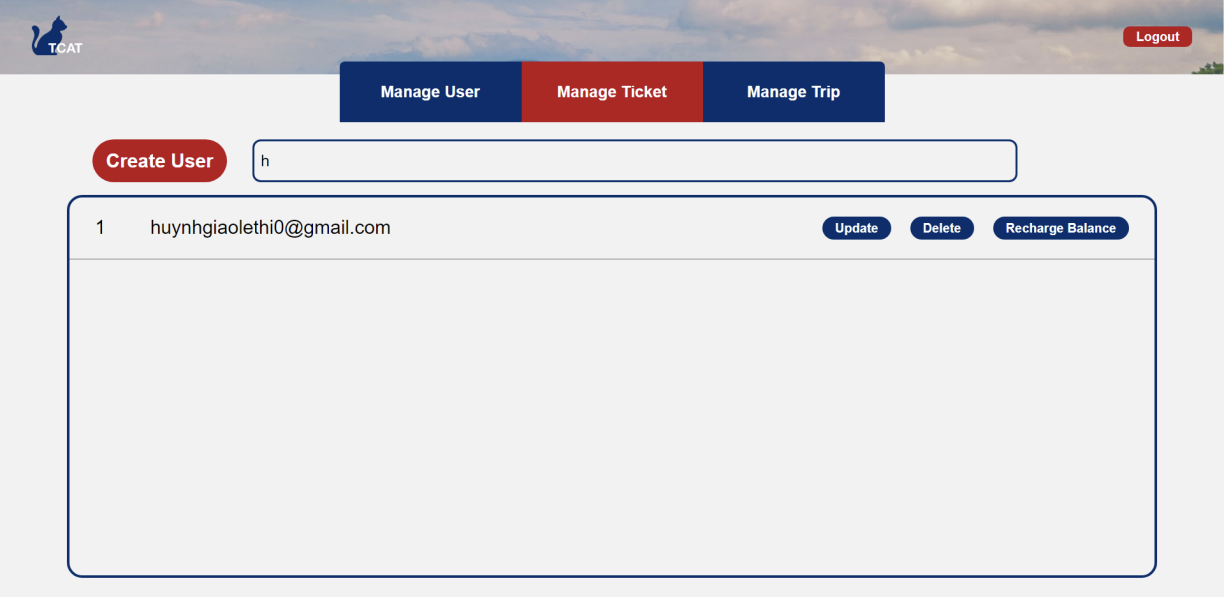 TCAT
Logout
Manage User
Manage Ticket
Manage Trip
Create User
h
1 huynhgiaolethi0@gmail.com Update Delete Recharge Balance